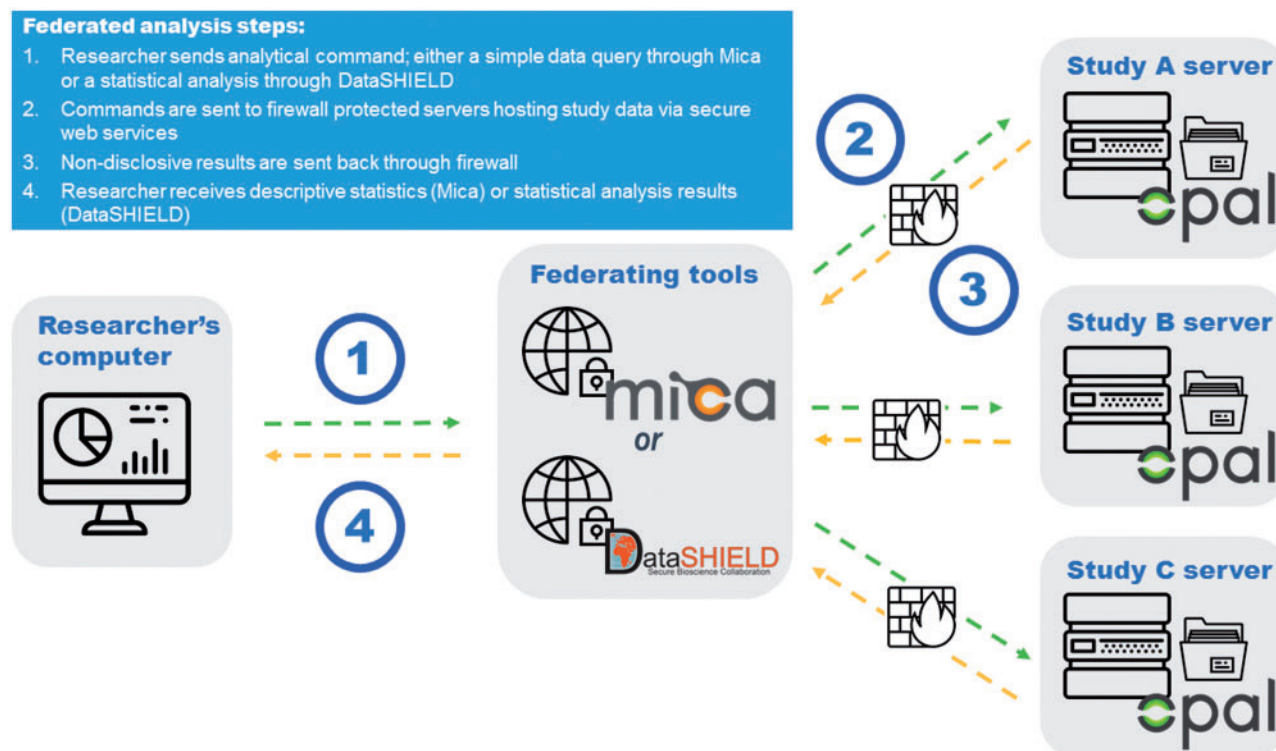 Federated analysis steps:
1. Researcher sends analytical command; either a simple data query through Mica
or a statistical analysis through DataSHIELD
2. Commands are sent to firewall protected servers hosting study data via secure
web services
3. Non-disclosive results are sent back through firewall
4. Researcher receives descriptive statistics (Mica) or statistical analysis results
(DataSHIELD)
Researcher's
computer
1
4
Federating tools
mica
or
DataSHIELD
Secure Bioscience Collaboration
2
3
Study A server
opal
Study B server
opal
Study C server
opal